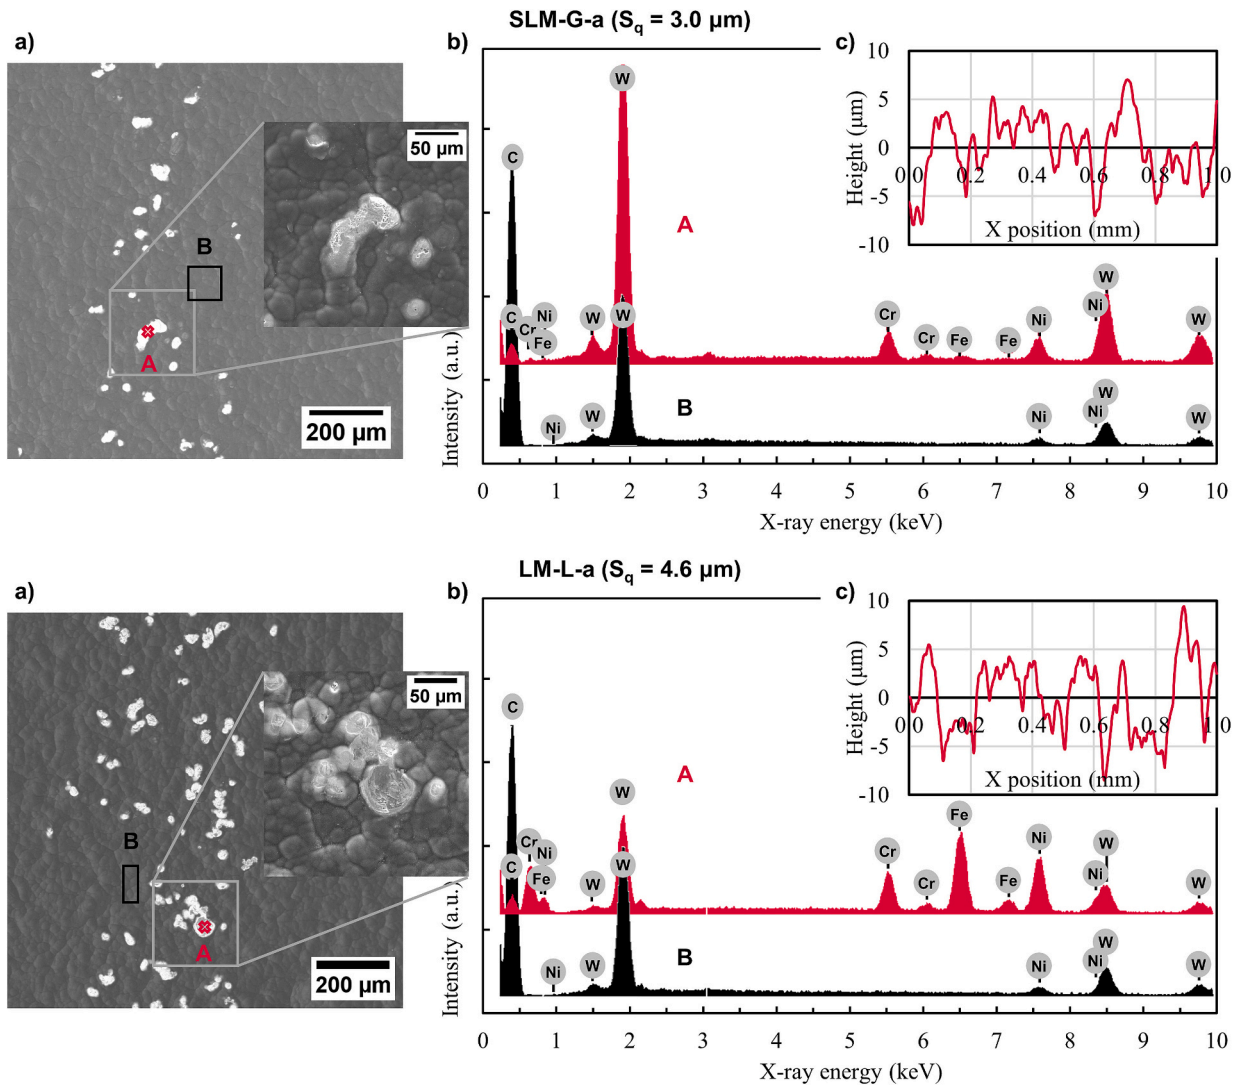 SLM-G-a (Sq = 3.0 µm)
a)
b)
c)
50 µm
B
A
200 µm
Intensity (a.u.)
C
W
A
C
Cr
Ni
Fe
W
W
Cr
Cr
Fe
Fe
Ni
Ni
W
W
B
Ni
W
Ni
Ni
W
W
0 1 2 3 4 5 6 7 8 9 10
X-ray energy (keV)
Height (µm)
10
5
0
-5
-10
0.0 0.2 0.4 0.6 0.8 1.0
X position (mm)
LM-L-a (Sq = 4.6 µm)
a)
b)
c)
50 µm
B
A
200 µm
Intensity (a.u.)
C
W
A
C
Cr
Ni
Fe
W
W
Cr
Cr
Fe
Fe
Ni
Ni
W
W
B
Ni
W
Ni
Ni
W
W
0 1 2 3 4 5 6 7 8 9 10
X-ray energy (keV)
Height (µm)
10
5
0
-5
-10
0.0 0.2 0.4 0.6 0.8 1.0
X position (mm)